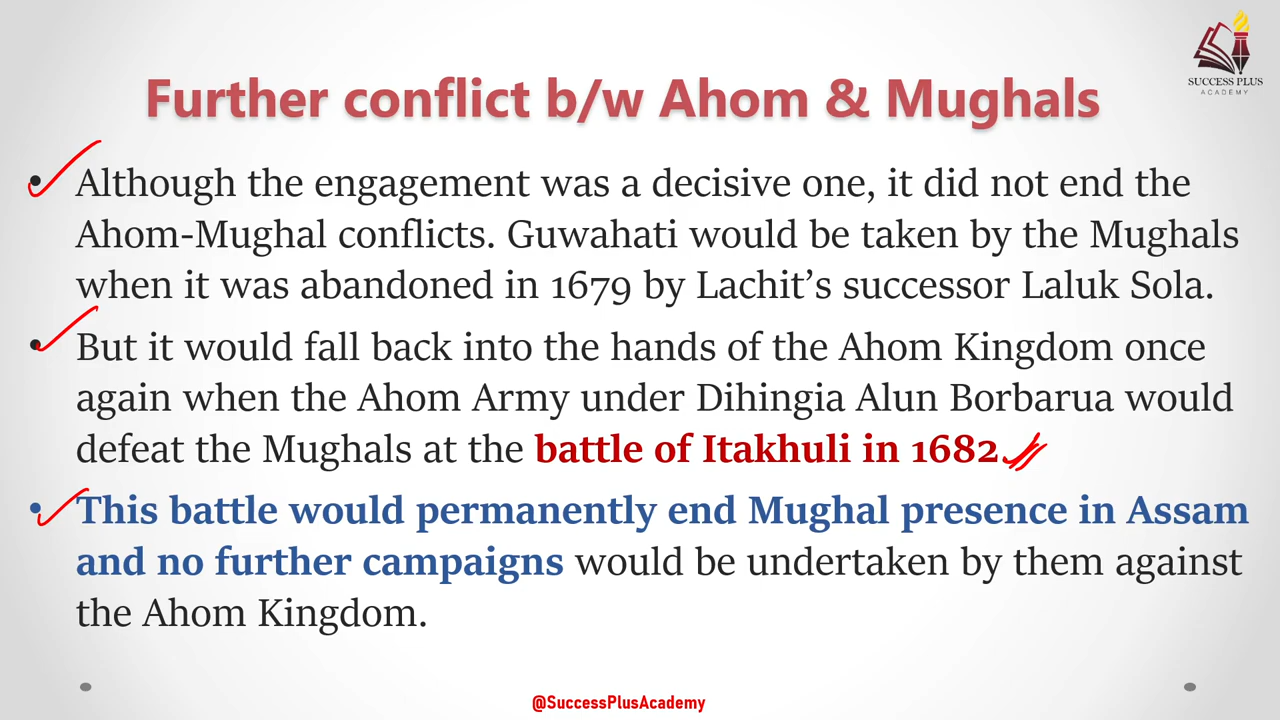 SUCCESS PLUS
ACADEMY
Further conflict b/w Ahom & Mughals
• Although the engagement was a decisive one, it did not end the
Ahom-Mughal conflicts. Guwahati would be taken by the Mughals
when it was abandoned in 1679 by Lachit’s successor Laluk Sola.
• But it would fall back into the hands of the Ahom Kingdom once
again when the Ahom Army under Dihingia Alun Borbarua would
defeat the Mughals at the battle of Itakhuli in 1682.
• This battle would permanently end Mughal presence in Assam
and no further campaigns would be undertaken by them against
the Ahom Kingdom.
@SuccessPlusAcademy